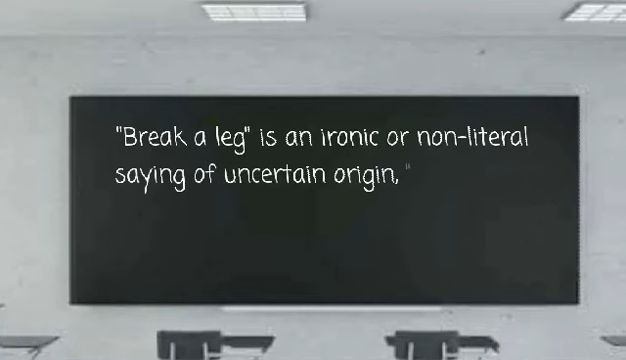 "Break a leg" is an ironic or non-literal
saying of uncertain origin, "